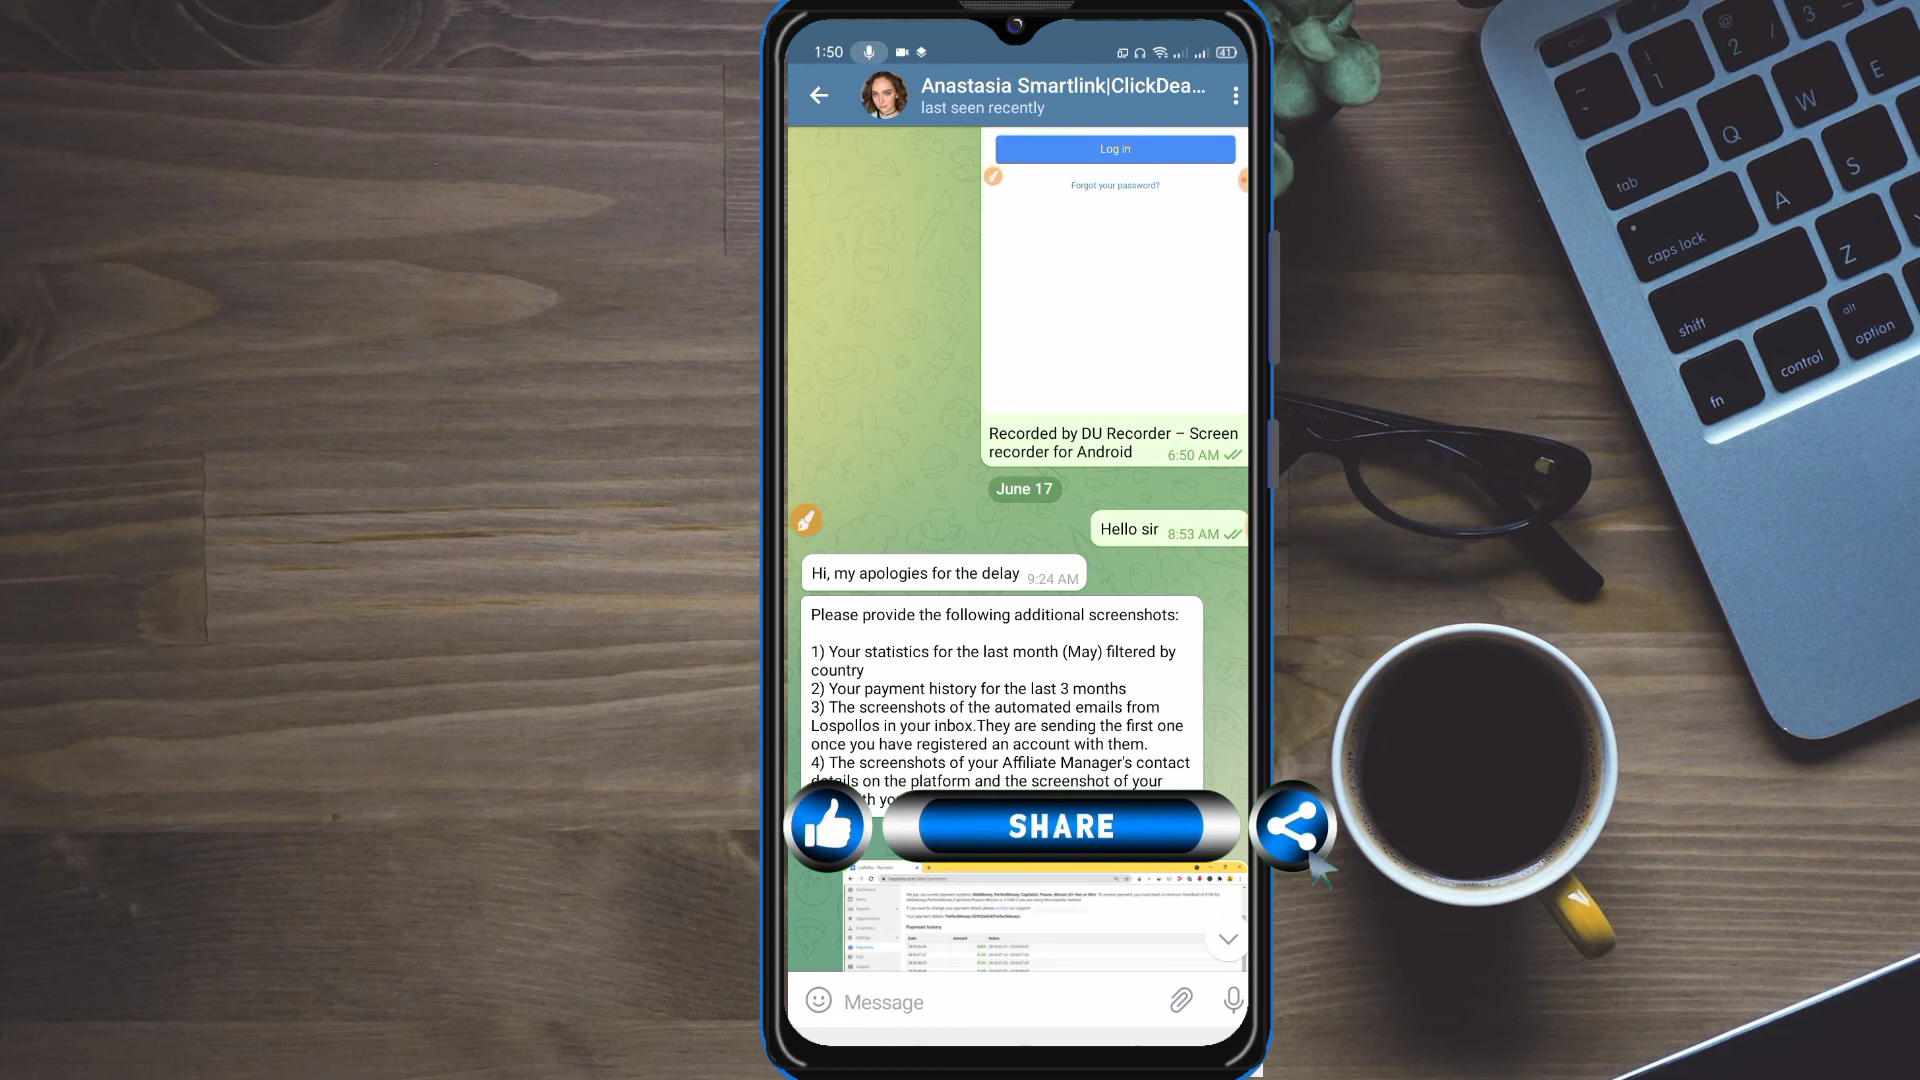 1:50
41
Anastasia Smartlink|ClickDea...
last seen recently
Log in
Forgot your password?
Recorded by DU Recorder – Screen
recorder for Android 6:50 AM
June 17
Hello sir 8:53 AM
Hi, my apologies for the delay 9:24 AM
Please provide the following additional screenshots:
1) Your statistics for the last month (May) filtered by
country
2) Your payment history for the last 3 months
3) The screenshots of the automated emails from
Lospollos in your inbox.They are sending the first one
once you have registered an account with them.
4) The screenshots of your Affiliate Manager's contact
details on the platform and the screenshot of your
SHARE
Payment history
Date Amount Notes
Message
esc
@
2
3
~
!
1
W
E
tab
Q
S
caps lock
A
Z
shift
fn
control
alt
option